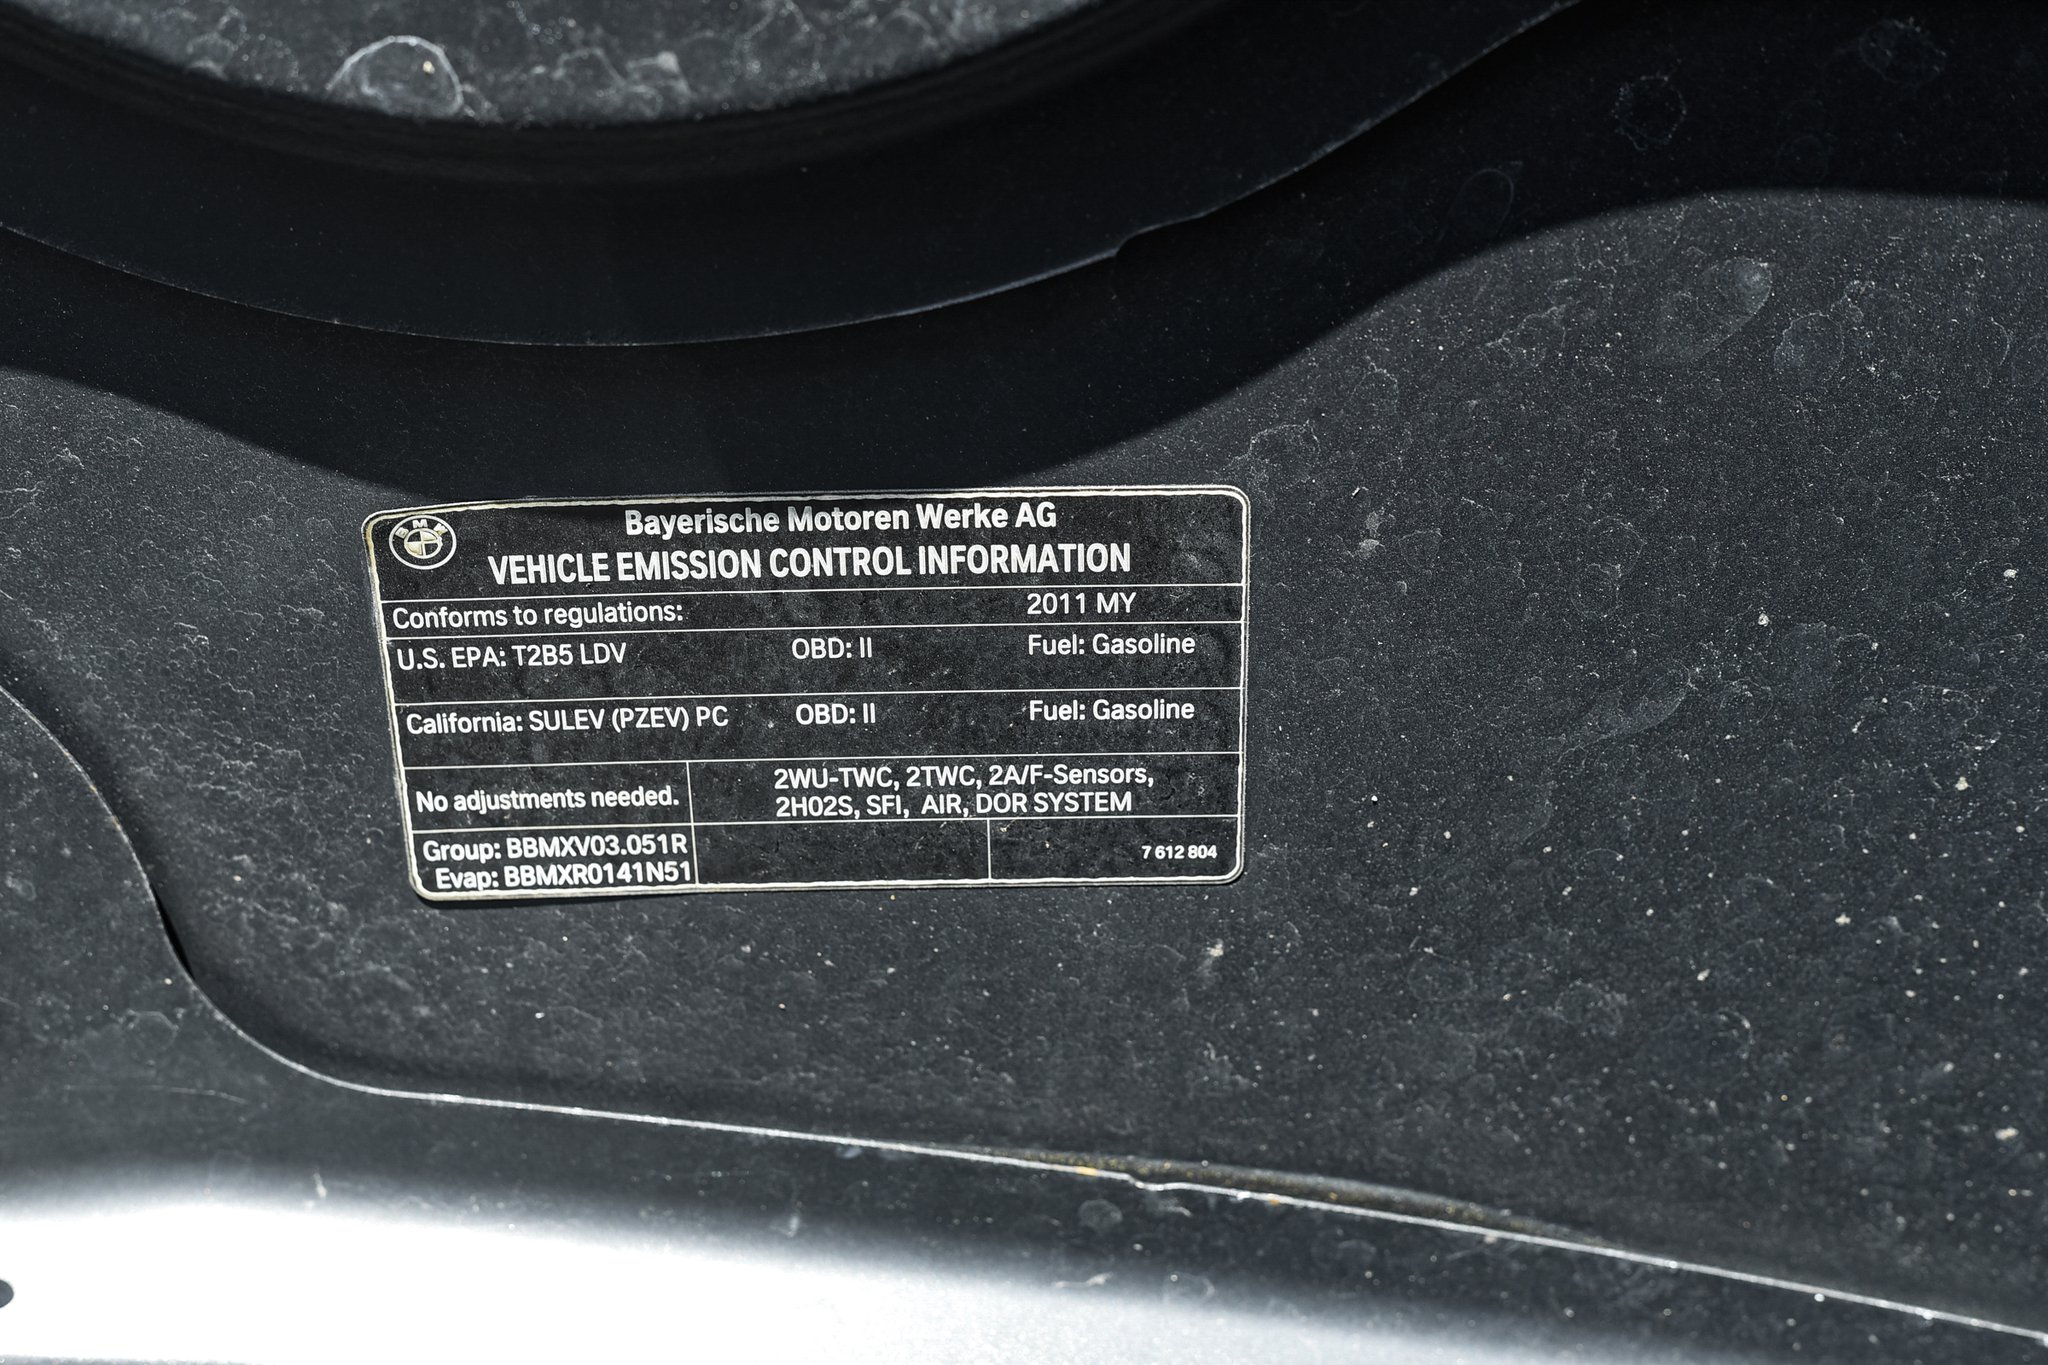 BMW
Bayerische Motoren Werke AG
VEHICLE EMISSION CONTROL INFORMATION
Conforms to regulations: 2011 MY
U.S. EPA: T2B5 LDV OBD: II Fuel: Gasoline
California: SULEV (PZEV) PC OBD: II Fuel: Gasoline
No adjustments needed.
2WU-TWC, 2TWC, 2A/F-Sensors,
2H02S, SFI, AIR, DOR SYSTEM
Group: BBMXV03.051R
Evap: BBMXR0141N51
7 612 804